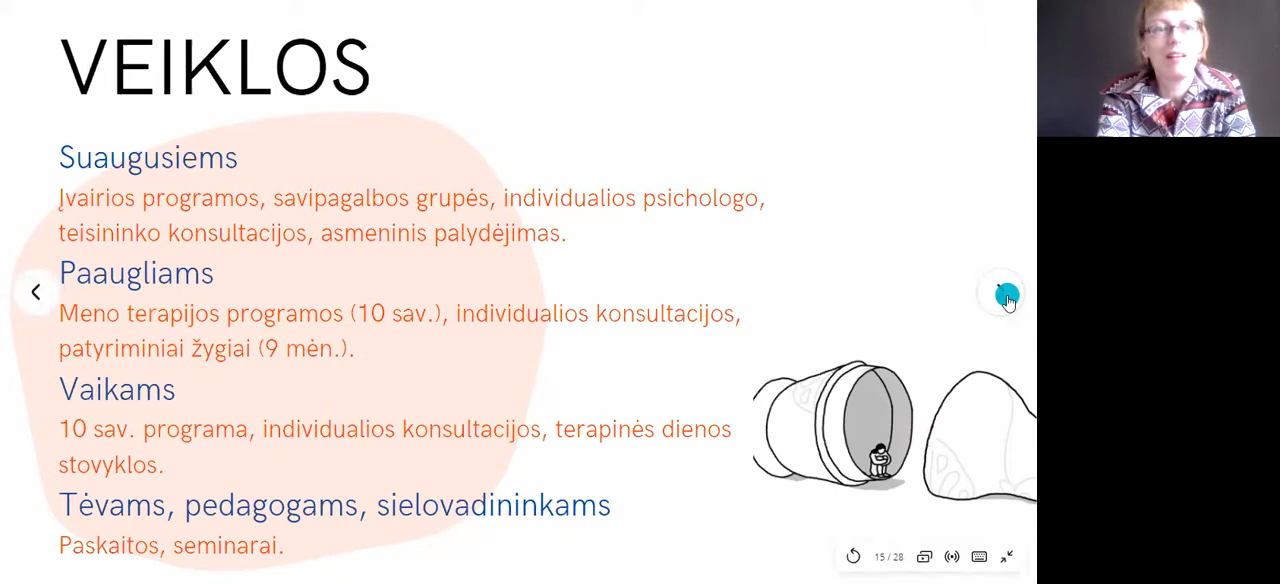 VEIKLOS
Suaugusiems
Įvairios programos, savipagalbos grupės, individualios psichologo,
teisininko konsultacijos, asmeninis palydėjimas.
Paaugliams
Meno terapijos programos (10 sav.), individualios konsultacijos,
patyriminiai žygiai (9 mėn.).
Vaikams
10 sav. programa, individualios konsultacijos, terapinės dienos
stovyklos.
Tėvams, pedagogams, sielovadininkams
Paskaitos, seminarai.
15 / 28